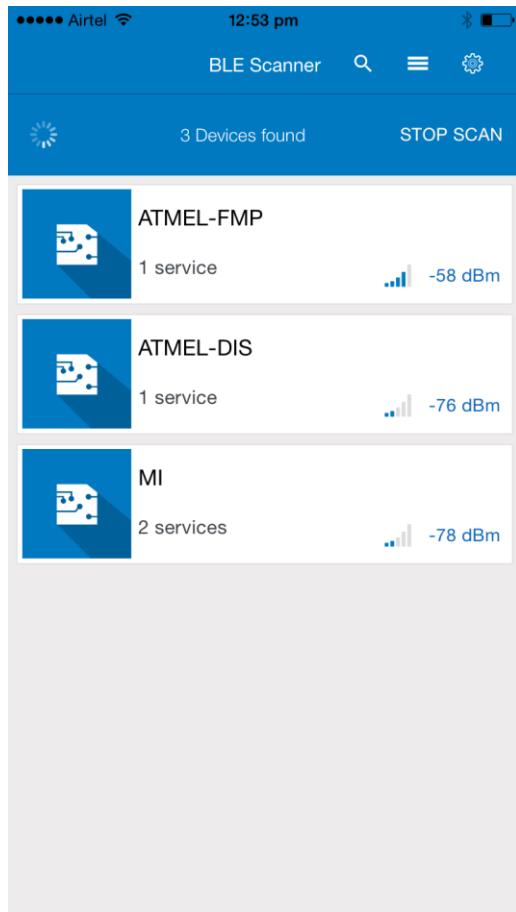 Airtel 12:53 pm
BLE Scanner
3 Devices found STOP SCAN
ATMEL-FMP
1 service -58 dBm
ATMEL-DIS
1 service -76 dBm
MI
2 services -78 dBm